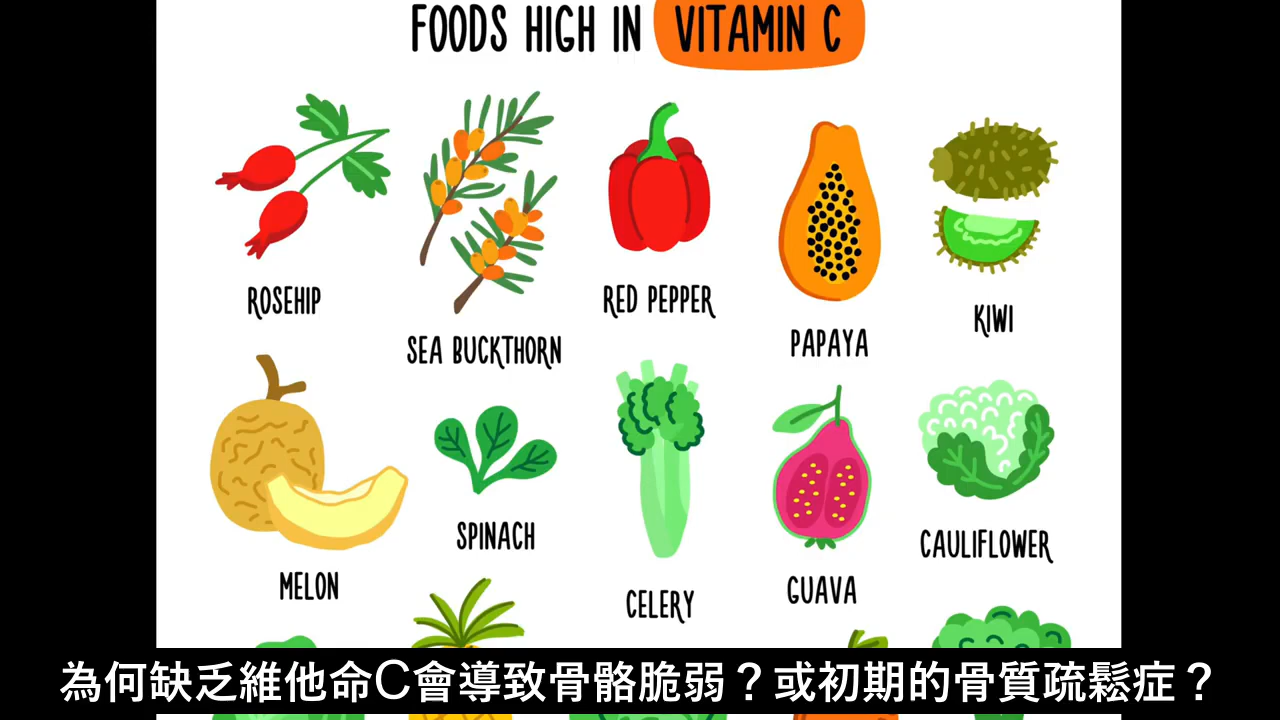 FOODS HIGH IN VITAMIN C
ROSEHIP
SEA BUCKTHORN
RED PEPPER
PAPAYA
KIWI
MELON
SPINACH
CELERY
GUAVA
CAULIFLOWER
為何缺乏維他命C會導致骨骼脆弱？或初期的骨質疏鬆症？